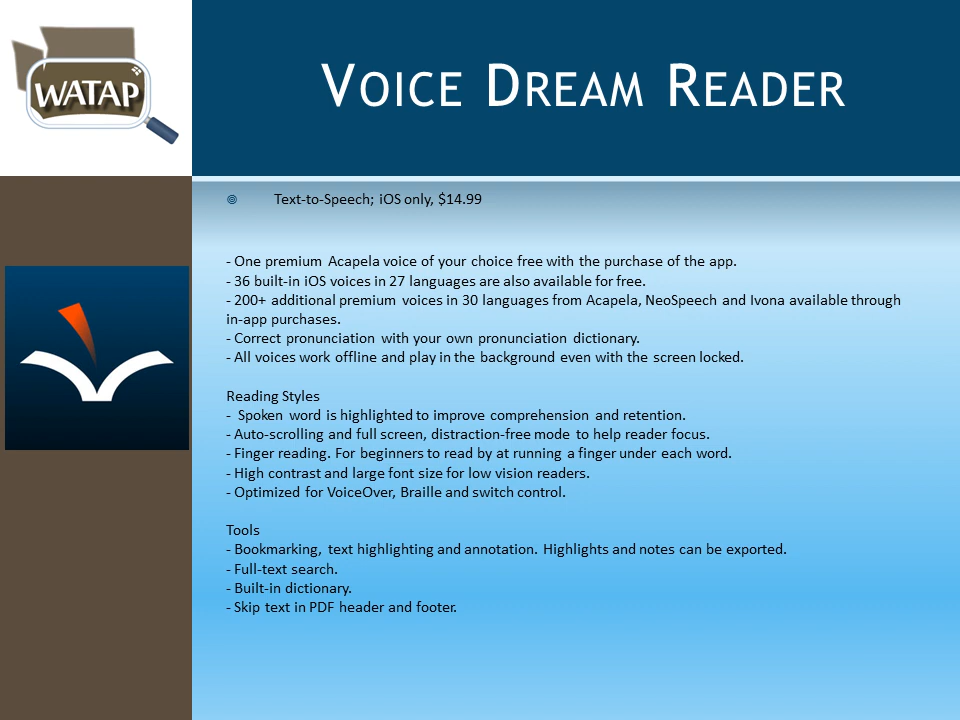 WATAP
VOICE DREAM READER
Text-to-Speech; iOS only, $14.99
- One premium Acapela voice of your choice free with the purchase of the app.
- 36 built-in iOS voices in 27 languages are also available for free.
- 200+ additional premium voices in 30 languages from Acapela, NeoSpeech and Ivona available through
in-app purchases.
- Correct pronunciation with your own pronunciation dictionary.
- All voices work offline and play in the background even with the screen locked.
Reading Styles
- Spoken word is highlighted to improve comprehension and retention.
- Auto-scrolling and full screen, distraction-free mode to help reader focus.
- Finger reading. For beginners to read by at running a finger under each word.
- High contrast and large font size for low vision readers.
- Optimized for VoiceOver, Braille and switch control.
Tools
- Bookmarking, text highlighting and annotation. Highlights and notes can be exported.
- Full-text search.
- Built-in dictionary.
- Skip text in PDF header and footer.